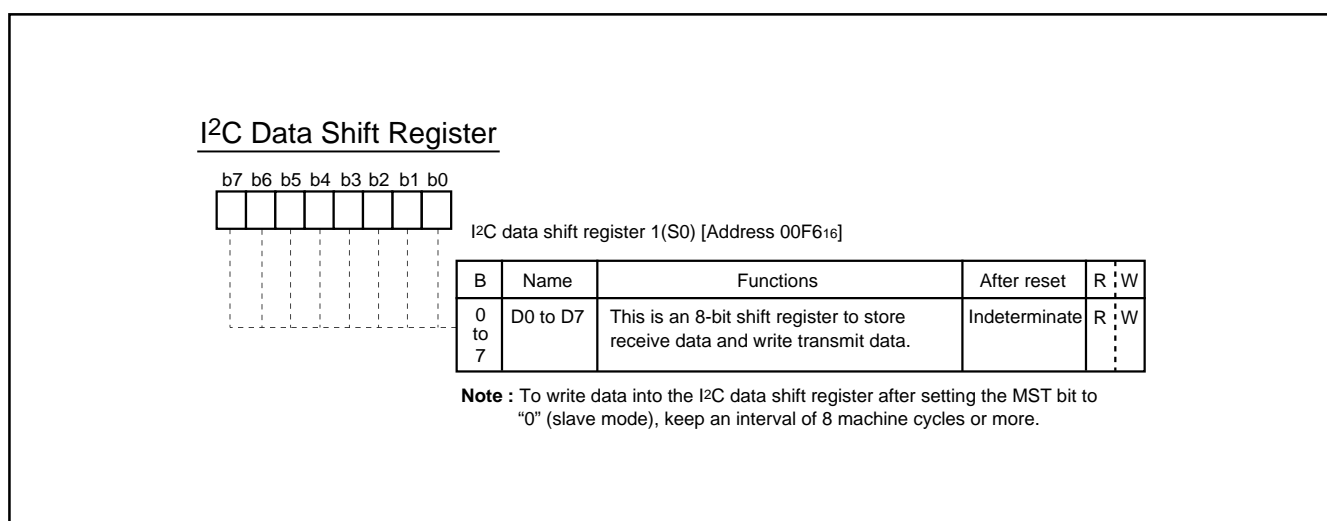 I²C Data Shift Register
b7 b6 b5 b4 b3 b2 b1 b0
I²C data shift register 1(S0) [Address 00F6₁₆]
B Name Functions After reset R W
0 to 7 D0 to D7 This is an 8-bit shift register to store Indeterminate R W
receive data and write transmit data.
Note : To write data into the I²C data shift register after setting the MST bit to
“0” (slave mode), keep an interval of 8 machine cycles or more.